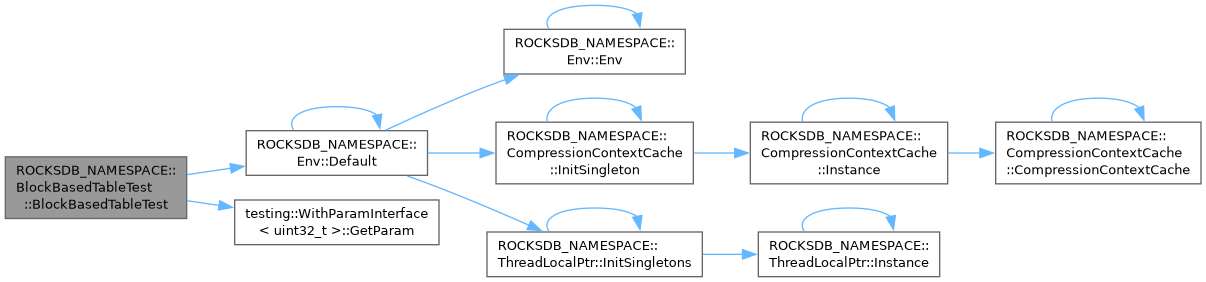 ROCKSDB_NAMESPACE::
BlockBasedTableTest
::BlockBasedTableTest
ROCKSDB_NAMESPACE::
Env::Default
testing::WithParamInterface
< uint32_t >::GetParam
ROCKSDB_NAMESPACE::
Env::Env
ROCKSDB_NAMESPACE::
CompressionContextCache
::InitSingleton
ROCKSDB_NAMESPACE::
ThreadLocalPtr::InitSingletons
ROCKSDB_NAMESPACE::
CompressionContextCache
::Instance
ROCKSDB_NAMESPACE::
ThreadLocalPtr::Instance
ROCKSDB_NAMESPACE::
CompressionContextCache
::CompressionContextCache